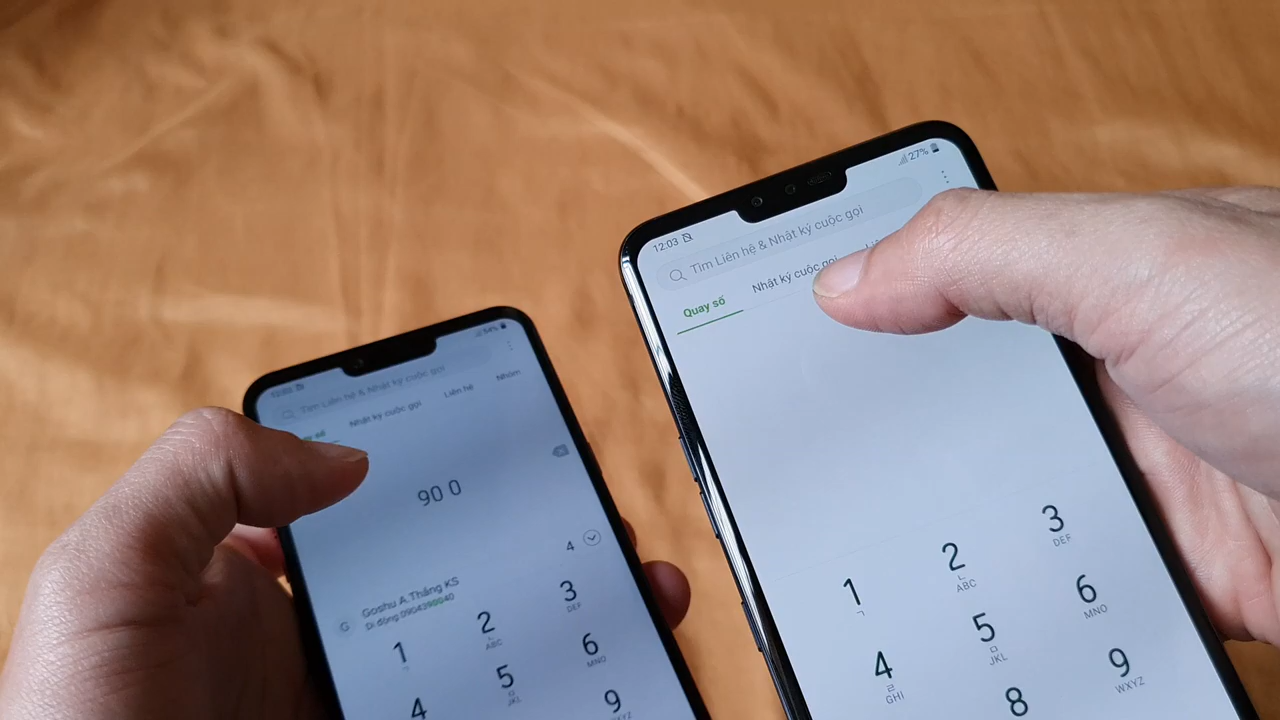 12:03
27%
Tìm Liên hệ & Nhật ký cuộc gọi
Quay số
Nhật ký cuộc gọi
1
ㄱ
2
ㄴ
ABC
3
DEF
4
ㄹ
GHI
5
ㅁ
JKL
6
MNO
8
9
WXYZ
54%
Tìm Liên hệ & Nhật ký cuộc gọi
Nhật ký cuộc gọi
Liên hệ
Nhóm
90 0
4
G
Goshu A.Thắng KS
Di động 0904390040
1
2
ABC
3
DEF
4
5
JKL
6
MNO
9